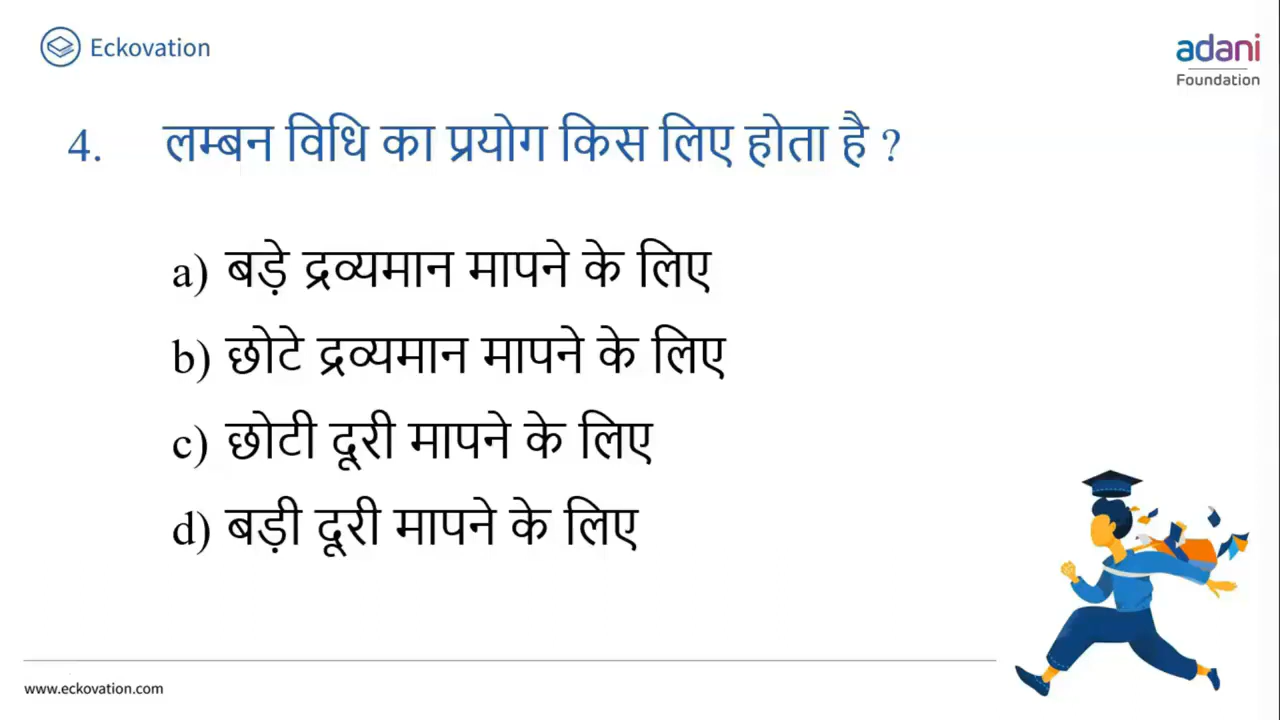 Eckovation
adani
Foundation
4. लम्बन विधि का प्रयोग किस लिए होता है ?
a) बड़े द्रव्यमान मापने के लिए
b) छोटे द्रव्यमान मापने के लिए
c) छोटी दूरी मापने के लिए
d) बड़ी दूरी मापने के लिए
www.eckovation.com